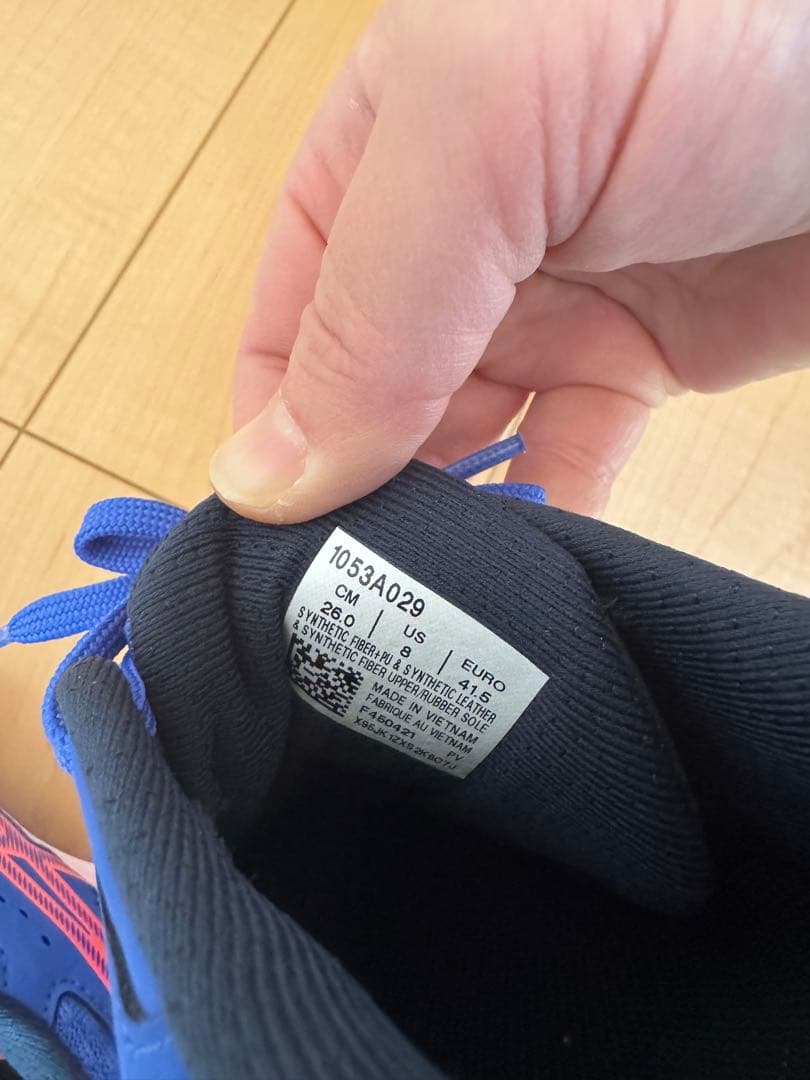 1053A029
CM | US | EURO
26.0 | 8 | 41.5
SYNTHETIC FIBER+PU & SYNTHETIC LEATHER
& SYNTHETIC FIBER UPPER/RUBBER SOLE
MADE IN VIETNAM
FABRIQUE AU VIETNAM
F450421 PV